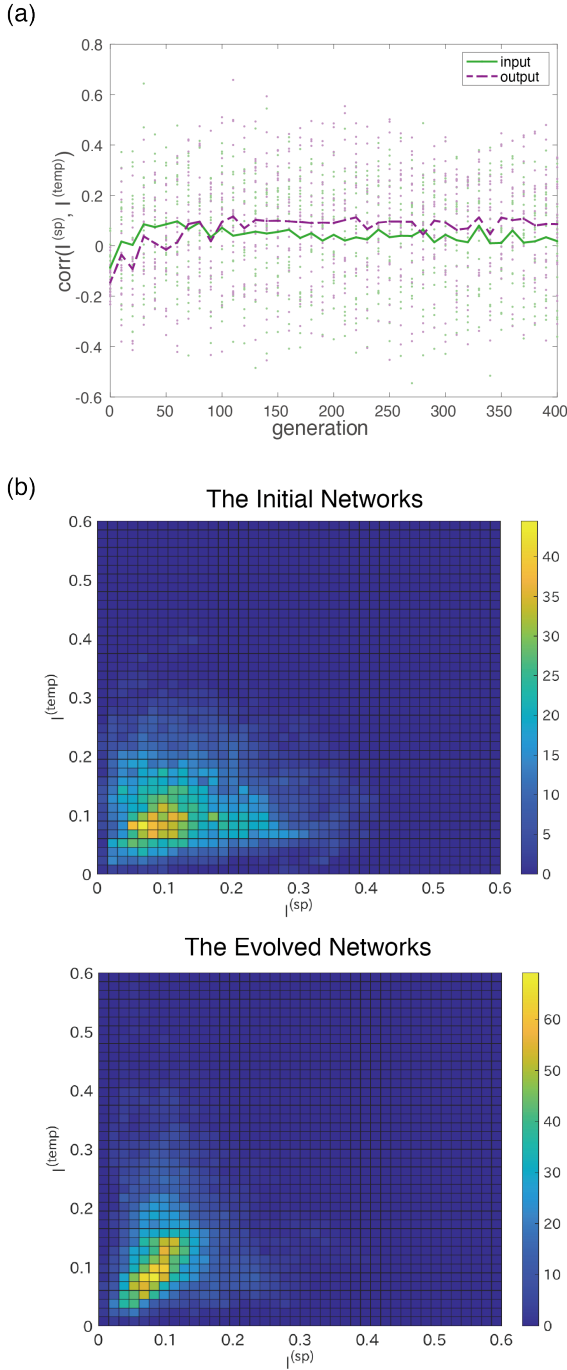 (a)
0.8
0.6
0.4
0.2
0
-0.2
-0.4
-0.6
corr(I^(sp), I^(temp))
input
output
0 50 100 150 200 250 300 350 400
generation
(b)
The Initial Networks
0.6
0.5
0.4
0.3
0.2
0.1
0
I^(temp)
0 0.1 0.2 0.3 0.4 0.5 0.6
I^(sp)
40
35
30
25
20
15
10
5
0
The Evolved Networks
0.6
0.5
0.4
0.3
0.2
0.1
0
I^(temp)
0 0.1 0.2 0.3 0.4 0.5 0.6
I^(sp)
60
50
40
30
20
10
0